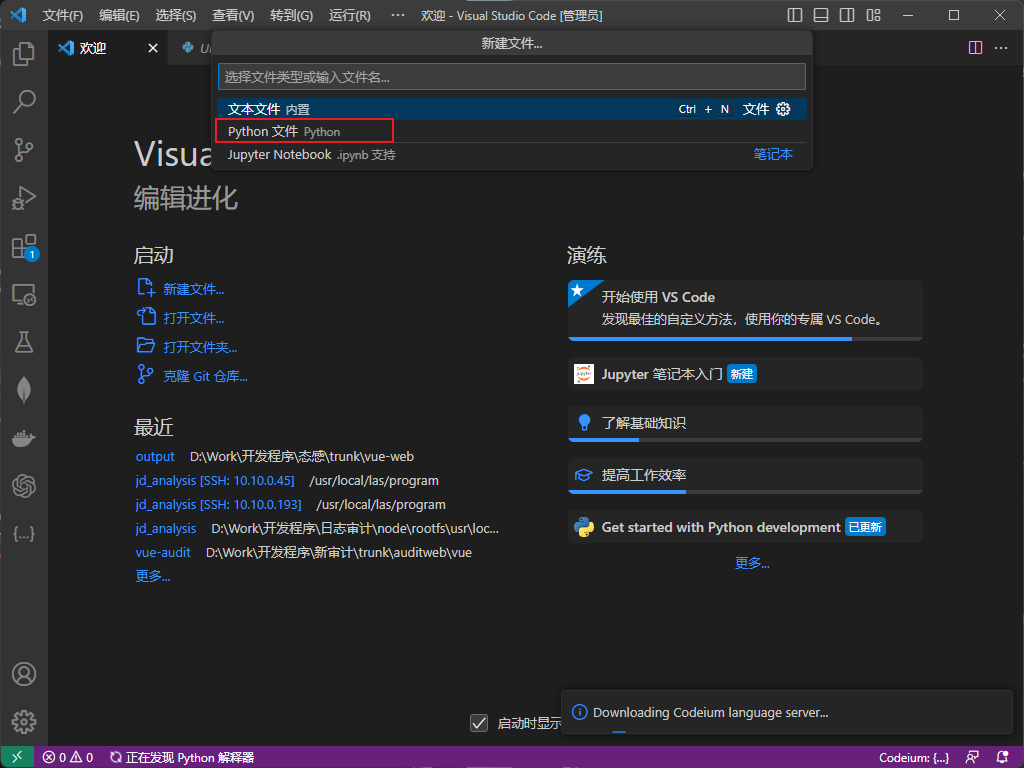 文件(F) 编辑(E) 选择(S) 查看(V) 转到(G) 运行(R) ··· 欢迎 - Visual Studio Code [管理员]
欢迎
新建文件...
选择文件类型或输入文件名...
文本文件 内置 Ctrl + N 文件
Python 文件 Python
Jupyter Notebook .ipynb 支持 笔记本
编辑进化
启动
新建文件...
打开文件...
打开文件夹...
克隆 Git 仓库...
最近
output D:\Work\开发程序\态感\trunk\vue-web
jd_analysis [SSH: 10.10.0.45] /usr/local/las/program
jd_analysis [SSH: 10.10.0.193] /usr/local/las/program
jd_analysis D:\Work\开发程序\日志审计\node\rootfs\usr\loc...
vue-audit D:\Work\开发程序\新审计\trunk\auditweb\vue
更多...
演练
开始使用 VS Code
发现最佳的自定义方法，使用你的专属 VS Code。
Jupyter 笔记本入门 新建
了解基础知识
提高工作效率
Get started with Python development 已更新
更多...
1
启动时显示
Downloading Codeium language server...
0 0 正在发现 Python 解释器 Codeium: {...}